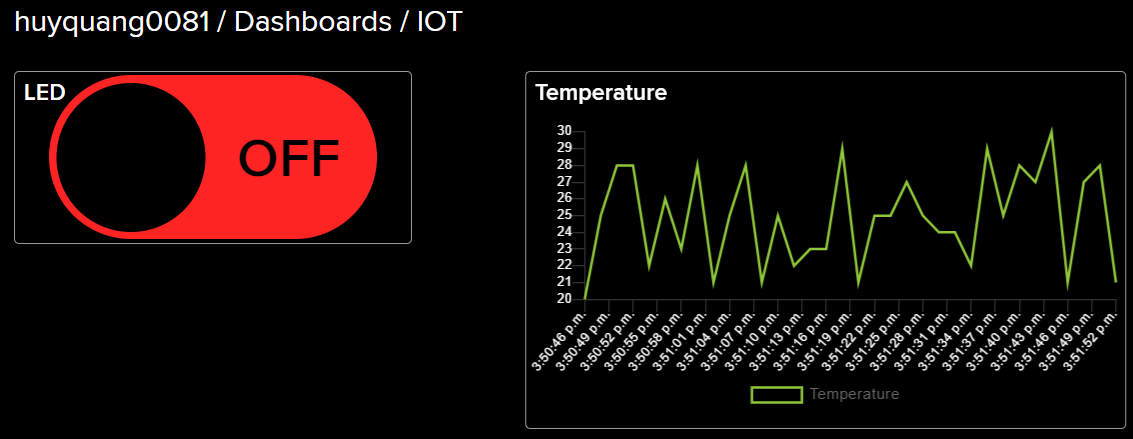 huyquang0081 / Dashboards / IOT
LED
OFF
Temperature
30
29
28
27
26
25
24
23
22
21
20
3:50:46 p.m.
3:50:49 p.m.
3:50:52 p.m.
3:50:55 p.m.
3:50:58 p.m.
3:51:01 p.m.
3:51:04 p.m.
3:51:07 p.m.
3:51:10 p.m.
3:51:13 p.m.
3:51:16 p.m.
3:51:19 p.m.
3:51:22 p.m.
3:51:25 p.m.
3:51:28 p.m.
3:51:31 p.m.
3:51:34 p.m.
3:51:37 p.m.
3:51:40 p.m.
3:51:43 p.m.
3:51:46 p.m.
3:51:49 p.m.
3:51:52 p.m.
Temperature